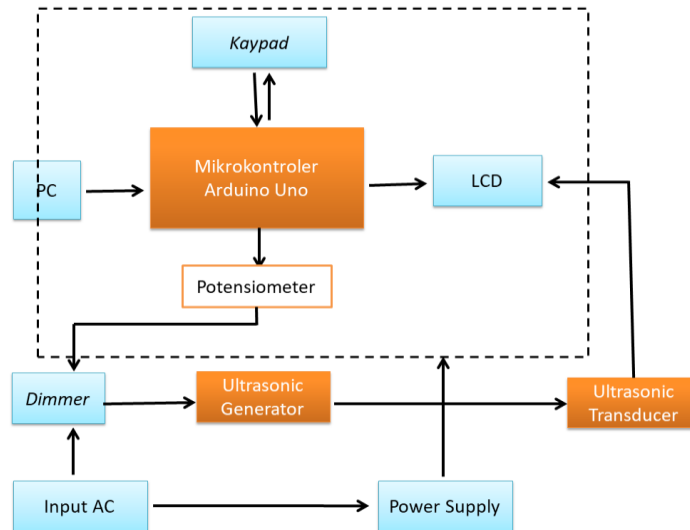 Kaypad
Mikrokontroler
Arduino Uno
PC
LCD
Potensiometer
Dimmer
Ultrasonic
Generator
Ultrasonic
Transducer
Input AC
Power Supply